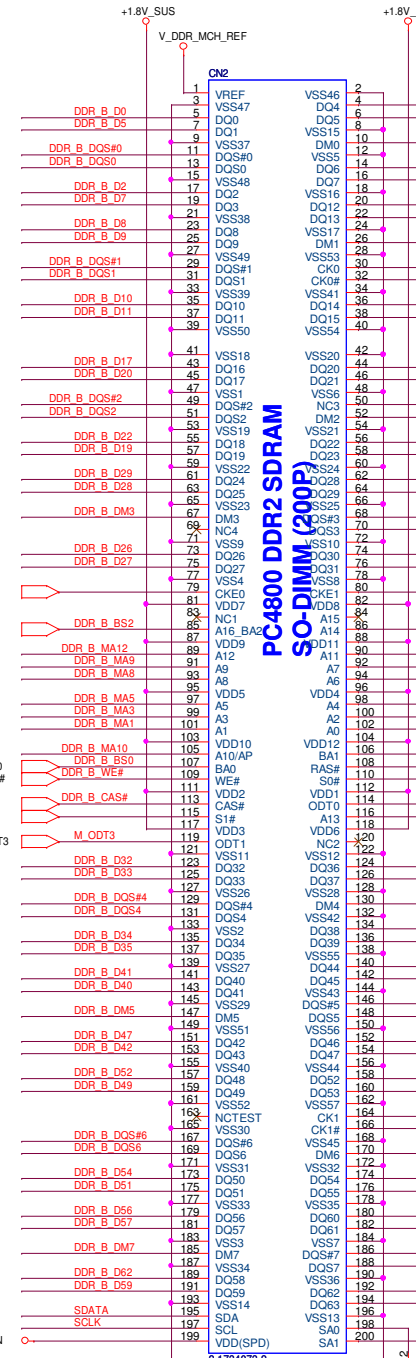 +1.8V_SUS +1.8V_
V_DDR_MCH_REF
CN2
1 VREF VSS46 2
3 VSS47 DQ4 4
DDR_B_D0 5 DQ0 DQ5 6
DDR_B_D5 7 DQ1 VSS15 8
9 VSS37 DM0 10
DDR_B_DQS#0 11 DQS#0 VSS5 12
DDR_B_DQS0 13 DQS0 DQ6 14
15 VSS48 DQ7 16
DDR_B_D2 17 DQ2 VSS16 18
DDR_B_D7 19 DQ3 DQ12 20
21 VSS38 DQ13 22
DDR_B_D8 23 DQ8 VSS17 24
DDR_B_D9 25 DQ9 DM1 26
27 VSS49 VSS53 28
DDR_B_DQS#1 29 DQS#1 CK0 30
DDR_B_DQS1 31 DQS1 CK0# 32
33 VSS39 VSS41 34
DDR_B_D10 35 DQ10 DQ14 36
DDR_B_D11 37 DQ11 DQ15 38
39 VSS50 VSS54 40
41 VSS18 VSS20 42
DDR_B_D17 43 DQ16 DQ20 44
DDR_B_D20 45 DQ17 DQ21 46
47 VSS1 VSS6 48
DDR_B_DQS#2 49 DQS#2 NC3 50
DDR_B_DQS2 51 DQS2 DM2 52
53 VSS19 VSS21 54
DDR_B_D22 55 DQ18 DQ22 56
DDR_B_D19 57 DQ19 DQ23 58
59 VSS22 VSS24 60
DDR_B_D29 61 DQ24 DQ28 62
DDR_B_D28 63 DQ25 DQ29 64
65 VSS23 VSS25 66
DDR_B_DM3 67 DM3 DQS#3 68
69 NC4 DQS3 70
71 VSS9 VSS10 72
DDR_B_D26 73 DQ26 DQ30 74
DDR_B_D27 75 DQ27 DQ31 76
77 VSS4 VSS8 78
79 CKE0 CKE1 80
81 VDD7 VDD8 82
83 NC1 A15 84
DDR_B_BS2 85 A16_BA2 A14 86
87 VDD9 VDD11 88
DDR_B_MA12 89 A12 A11 90
DDR_B_MA9 91 A9 A7 92
DDR_B_MA8 93 A8 A6 94
95 VDD5 VDD4 96
DDR_B_MA5 97 A5 A4 98
DDR_B_MA3 99 A3 A2 100
DDR_B_MA1 101 A1 A0 102
103 VDD10 VDD12 104
DDR_B_MA10 105 A10/AP BA1 106
DDR_B_BS0 107 BA0 RAS# 108
DDR_B_WE# 109 WE# S0# 110
111 VDD2 VDD1 112
DDR_B_CAS# 113 CAS# ODT0 114
115 S1# A13 116
117 VDD3 VDD6 118
M_ODT3 119 ODT1 NC2 120
121 VSS11 VSS12 122
DDR_B_D32 123 DQ32 DQ36 124
DDR_B_D33 125 DQ33 DQ37 126
127 VSS26 VSS28 128
DDR_B_DQS#4 129 DQS#4 DM4 130
DDR_B_DQS4 131 DQS4 VSS42 132
133 VSS2 DQ38 134
DDR_B_D34 135 DQ34 DQ39 136
DDR_B_D35 137 DQ35 VSS55 138
139 VSS27 DQ44 140
DDR_B_D41 141 DQ40 DQ45 142
DDR_B_D40 143 DQ41 VSS43 144
145 VSS29 DQS#5 146
DDR_B_DM5 147 DM5 DQS5 148
149 VSS51 VSS56 150
DDR_B_D47 151 DQ42 DQ46 152
DDR_B_D42 153 DQ43 DQ47 154
155 VSS40 VSS44 156
DDR_B_D52 157 DQ48 DQ52 158
DDR_B_D49 159 DQ49 DQ53 160
161 VSS52 VSS57 162
163 NCTEST CK1 164
165 VSS30 CK1# 166
DDR_B_DQS#6 167 DQS#6 VSS45 168
DDR_B_DQS6 169 DQS6 DM6 170
171 VSS31 VSS32 172
DDR_B_D54 173 DQ50 DQ54 174
DDR_B_D51 175 DQ51 DQ55 176
177 VSS33 VSS35 178
DDR_B_D56 179 DQ56 DQ60 180
DDR_B_D57 181 DQ57 DQ61 182
183 VSS3 VSS7 184
DDR_B_DM7 185 DM7 DQS#7 186
187 VSS34 DQS7 188
DDR_B_D62 189 DQ58 VSS36 190
DDR_B_D59 191 DQ59 DQ62 192
193 VSS14 DQ63 194
SDATA 195 SDA VSS13 196
SCLK 197 SCL SA0 198
199 VDD(SPD) SA1 200
PC4800 DDR2 SDRAM
SO-DIMM (200P)
2